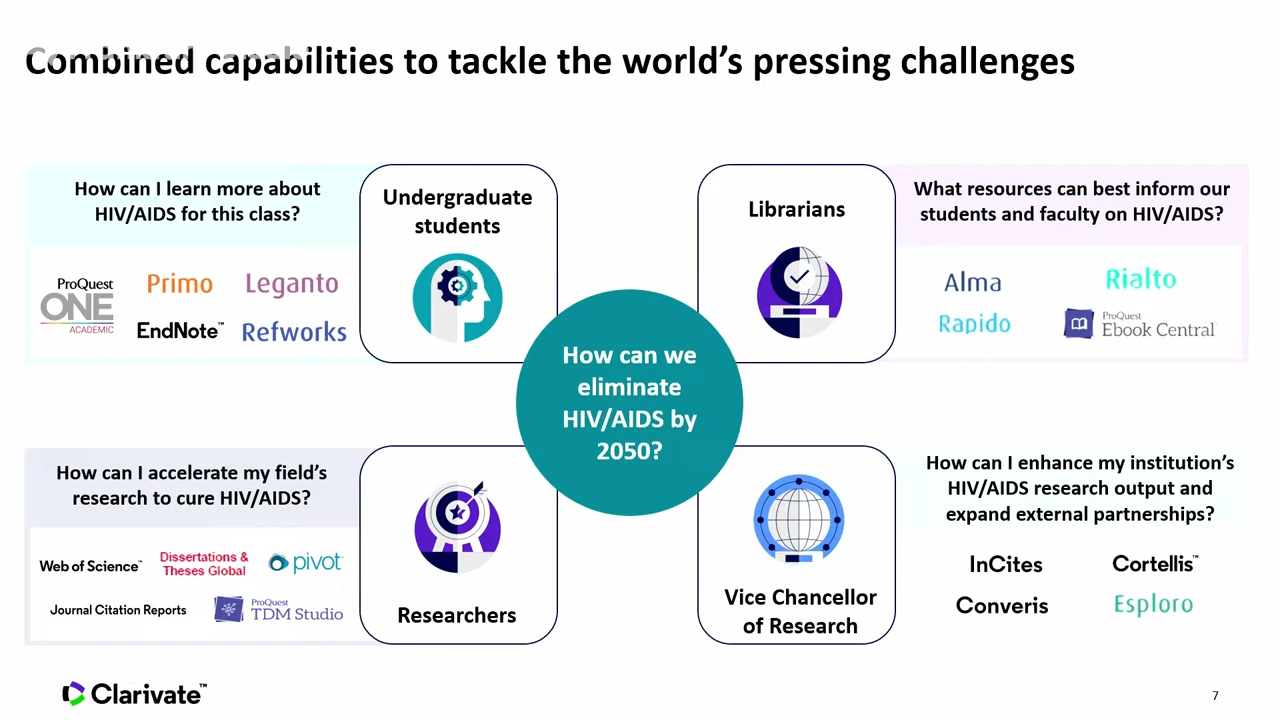 Combined capabilities to tackle the world's pressing challenges
How can I learn more about
HIV/AIDS for this class?
ProQuest
ONE
ACADEMIC
Primo
Leganto
EndNote™
Refworks
Undergraduate
students
Librarians
What resources can best inform our
students and faculty on HIV/AIDS?
Alma
Rialto
Rapido
ProQuest
Ebook Central
How can we
eliminate
HIV/AIDS by
2050?
How can I accelerate my field's
research to cure HIV/AIDS?
Web of Science™
Dissertations &
Theses Global
pivot
Journal Citation Reports
ProQuest
TDM Studio
Researchers
Vice Chancellor
of Research
How can I enhance my institution's
HIV/AIDS research output and
expand external partnerships?
InCites
Cortellis™
Converis
Esploro
Clarivate™
7